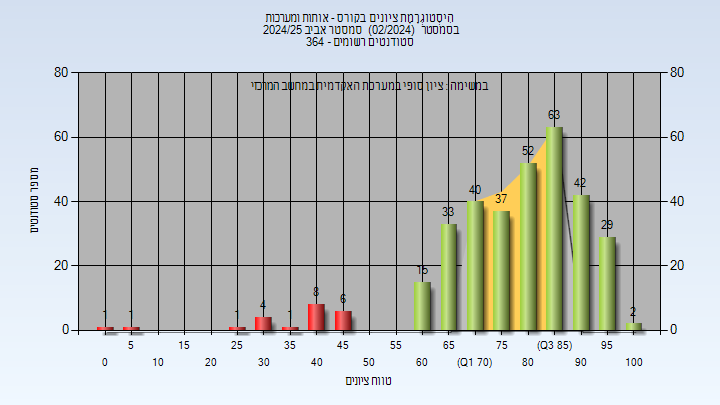 היסטוגרמת ציונים בקורס - אותות ומערכות
בסמסטר (02/2024) סמסטר אביב 2024/25
סטודנטים רשומים - 364
במשימה : ציון סופי במערכת האקדמית במחשב המרכזי
80 80
60 60
40 40
20 20
0 0
מספר סטודנטים
1 1 1 4 1 8 6 15 33 40 37 52 63 42 29 2
5 15 25 35 45 55 65 75 (Q3 85) 95
0 10 20 30 40 50 60 (Q1 70) 80 90 100
טווח ציונים